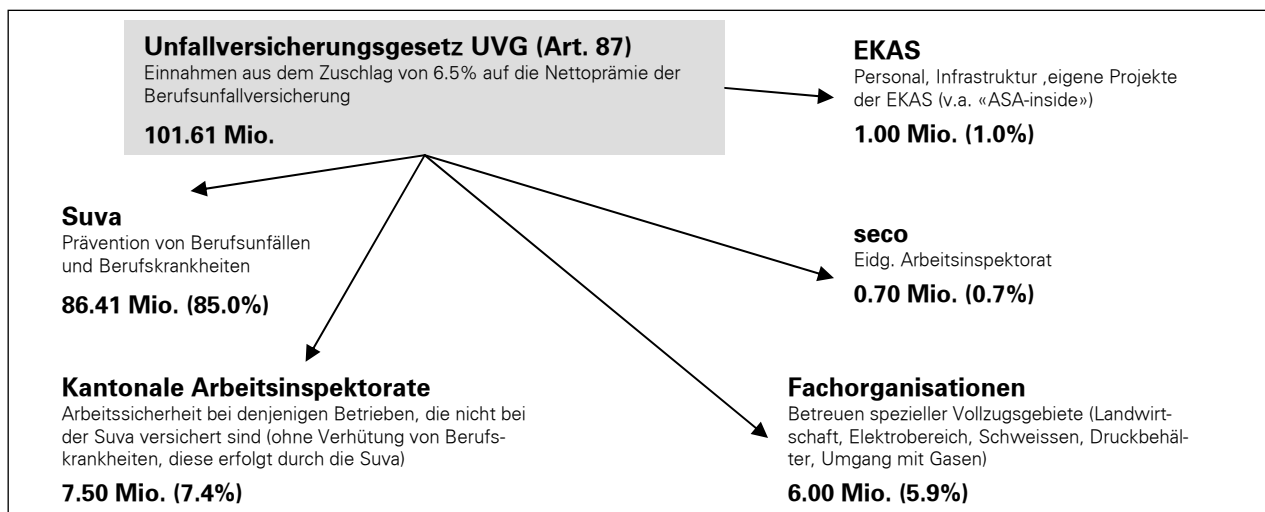 Unfallversicherungsgesetz UVG (Art. 87)
Einnahmen aus dem Zuschlag von 6.5% auf die Nettoprämie der
Berufsunfallversicherung
101.61 Mio.
EKAS
Personal, Infrastruktur ,eigene Projekte
der EKAS (v.a. «ASA-inside»)
1.00 Mio. (1.0%)
Suva
Prävention von Berufsunfällen
und Berufskrankheiten
86.41 Mio. (85.0%)
seco
Eidg. Arbeitsinspektorat
0.70 Mio. (0.7%)
Kantonale Arbeitsinspektorate
Arbeitssicherheit bei denjenigen Betrieben, die nicht bei
der Suva versichert sind (ohne Verhütung von Berufs-
krankheiten, diese erfolgt durch die Suva)
7.50 Mio. (7.4%)
Fachorganisationen
Betreuen spezieller Vollzugsgebiete (Landwirt-
schaft, Elektrobereich, Schweissen, Druckbehäl-
ter, Umgang mit Gasen)
6.00 Mio. (5.9%)